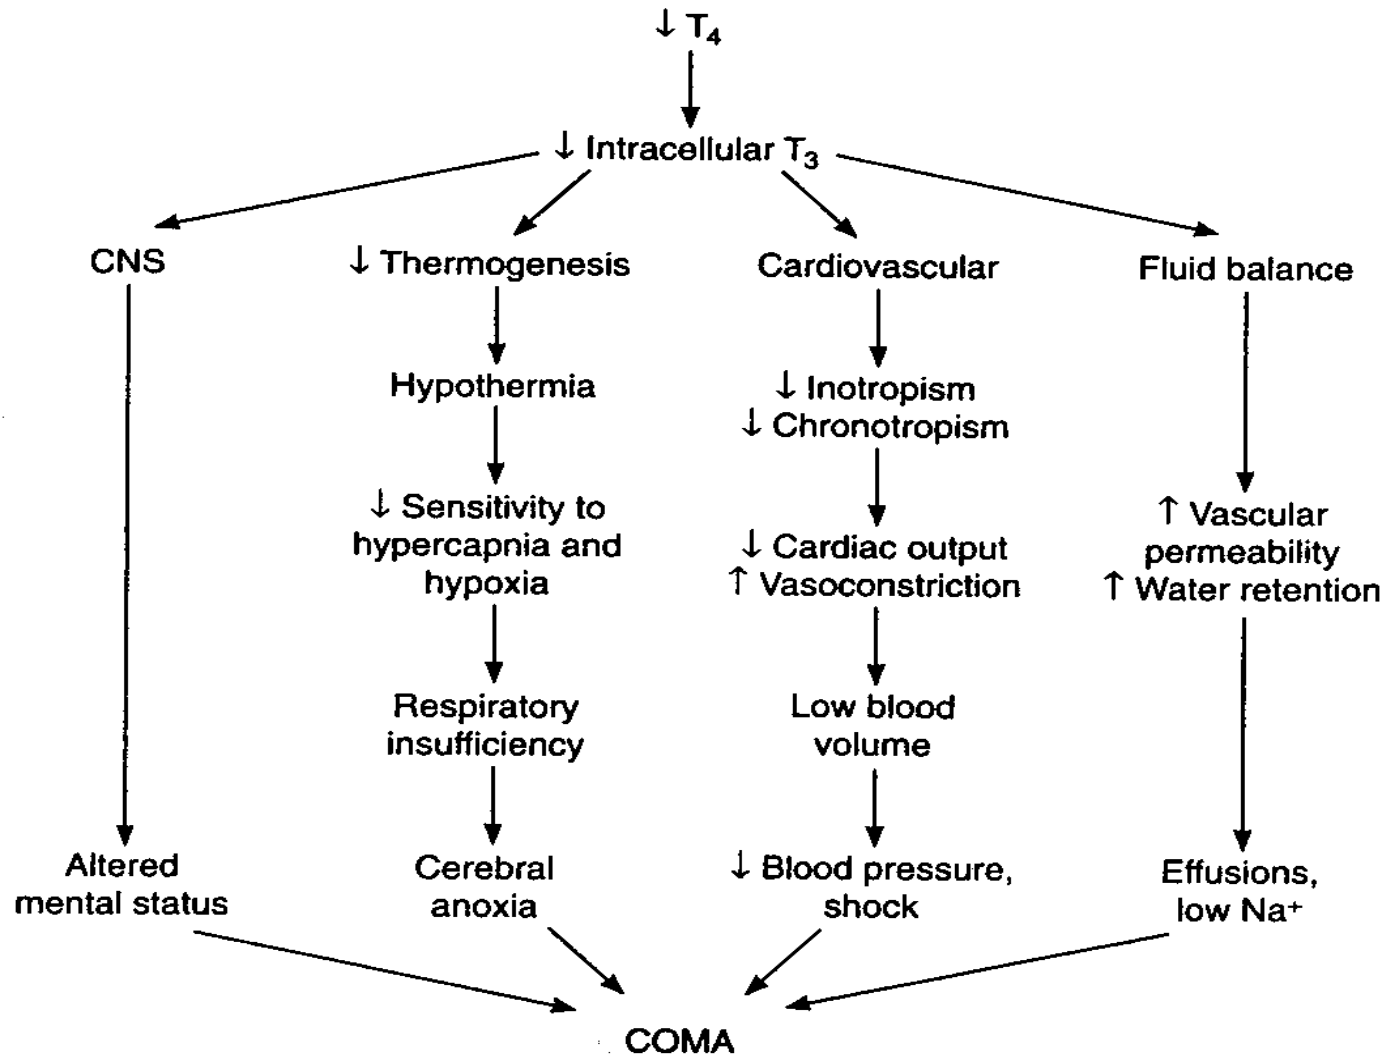 ↓ T₄
↓ Intracellular T₃
CNS
↓ Thermogenesis
Cardiovascular
Fluid balance
Hypothermia
↓ Inotropism
↓ Chronotropism
↓ Sensitivity to
hypercapnia and
hypoxia
↓ Cardiac output
↑ Vasoconstriction
↑ Vascular
permeability
↑ Water retention
Respiratory
insufficiency
Low blood
volume
Altered
mental status
Cerebral
anoxia
↓ Blood pressure,
shock
Effusions,
low Na⁺
COMA